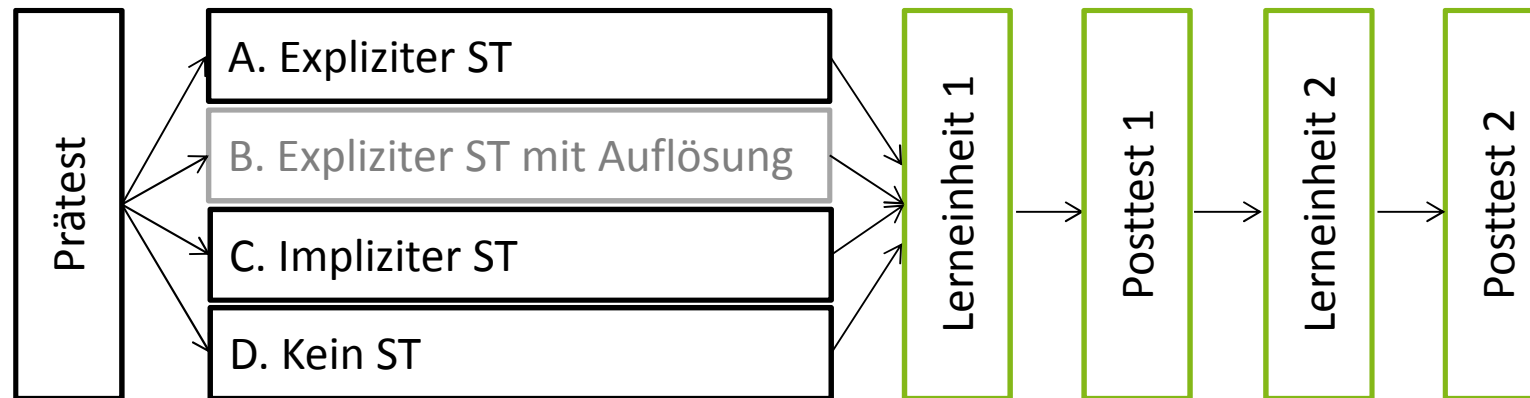 Prätest
A. Expliziter ST
B. Expliziter ST mit Auflösung
C. Impliziter ST
D. Kein ST
Lerneinheit 1
Posttest 1
Lerneinheit 2
Posttest 2